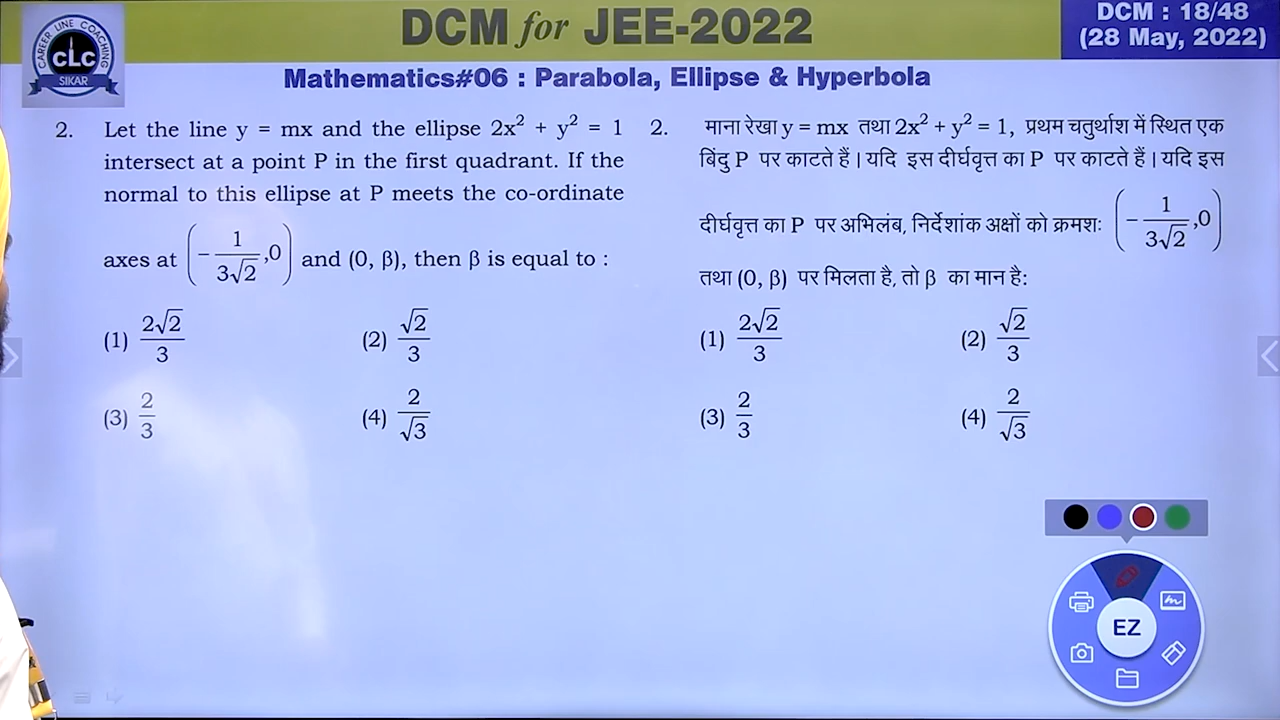 CAREER LINE COACHING
CLC
SIKAR
DCM for JEE-2022
DCM : 18/48
(28 May, 2022)
Mathematics#06 : Parabola, Ellipse & Hyperbola
2. Let the line y = mx and the ellipse 2x² + y² = 1
intersect at a point P in the first quadrant. If the
normal to this ellipse at P meets the co-ordinate
axes at (-1/(3√2),0) and (0, β), then β is equal to :
(1) 2√2/3 (2) √2/3
(3) 2/3 (4) 2/√3
2. माना रेखा y = mx तथा 2x² + y² = 1, प्रथम चतुर्थाश में स्थित एक
बिंदु P पर काटते हैं। यदि इस दीर्घवृत्त का P पर काटते हैं। यदि इस
दीर्घवृत्त का P पर अभिलंब, निर्देशांक अक्षों को क्रमशः (-1/(3√2),0)
तथा (0, β) पर मिलता है, तो β का मान है:
(1) 2√2/3 (2) √2/3
(3) 2/3 (4) 2/√3
EZ